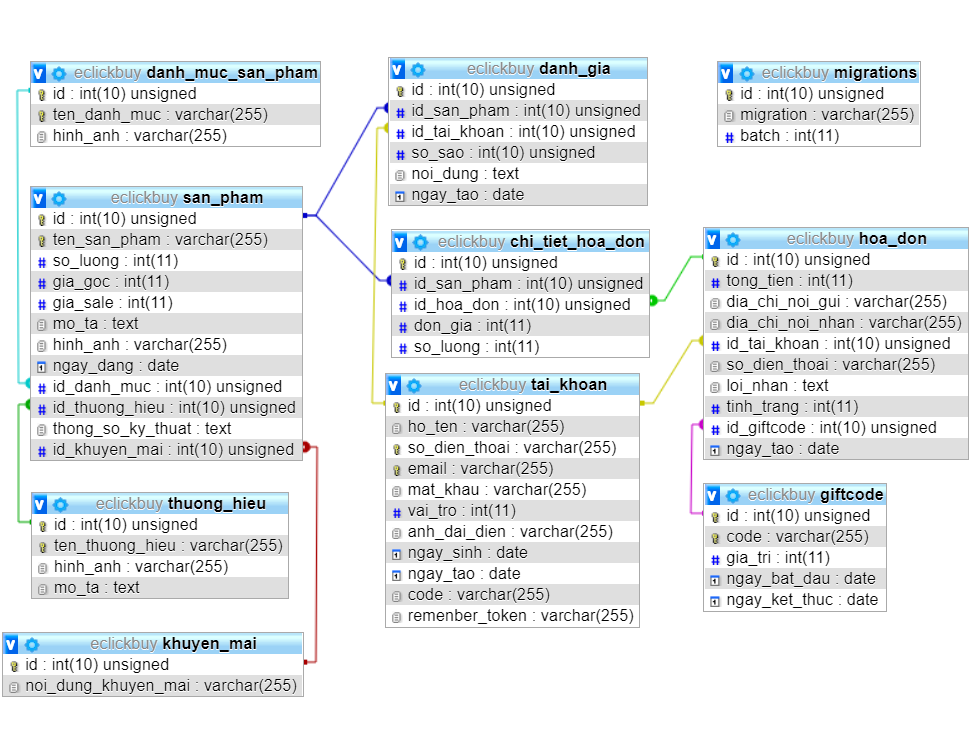 eclickbuy danh_muc_san_pham
id : int(10) unsigned
ten_danh_muc : varchar(255)
hinh_anh : varchar(255)
eclickbuy san_pham
id : int(10) unsigned
ten_san_pham : varchar(255)
so_luong : int(11)
gia_goc : int(11)
gia_sale : int(11)
mo_ta : text
hinh_anh : varchar(255)
ngay_dang : date
id_danh_muc : int(10) unsigned
id_thuong_hieu : int(10) unsigned
thong_so_ky_thuat : text
id_khuyen_mai : int(10) unsigned
eclickbuy thuong_hieu
id : int(10) unsigned
ten_thuong_hieu : varchar(255)
hinh_anh : varchar(255)
mo_ta : text
eclickbuy khuyen_mai
id : int(10) unsigned
noi_dung_khuyen_mai : varchar(255)
eclickbuy danh_gia
id : int(10) unsigned
id_san_pham : int(10) unsigned
id_tai_khoan : int(10) unsigned
so_sao : int(10) unsigned
noi_dung : text
ngay_tao : date
eclickbuy chi_tiet_hoa_don
id : int(10) unsigned
id_san_pham : int(10) unsigned
id_hoa_don : int(10) unsigned
don_gia : int(11)
so_luong : int(11)
eclickbuy tai_khoan
id : int(10) unsigned
ho_ten : varchar(255)
so_dien_thoai : varchar(255)
email : varchar(255)
mat_khau : varchar(255)
vai_tro : int(11)
anh_dai_dien : varchar(255)
ngay_sinh : date
ngay_tao : date
code : varchar(255)
remenber_token : varchar(255)
eclickbuy migrations
id : int(10) unsigned
migration : varchar(255)
batch : int(11)
eclickbuy hoa_don
id : int(10) unsigned
tong_tien : int(11)
dia_chi_noi_gui : varchar(255)
dia_chi_noi_nhan : varchar(255)
id_tai_khoan : int(10) unsigned
so_dien_thoai : varchar(255)
loi_nhan : text
tinh_trang : int(11)
id_giftcode : int(10) unsigned
ngay_tao : date
eclickbuy giftcode
id : int(10) unsigned
code : varchar(255)
gia_tri : int(11)
ngay_bat_dau : date
ngay_ket_thuc : date